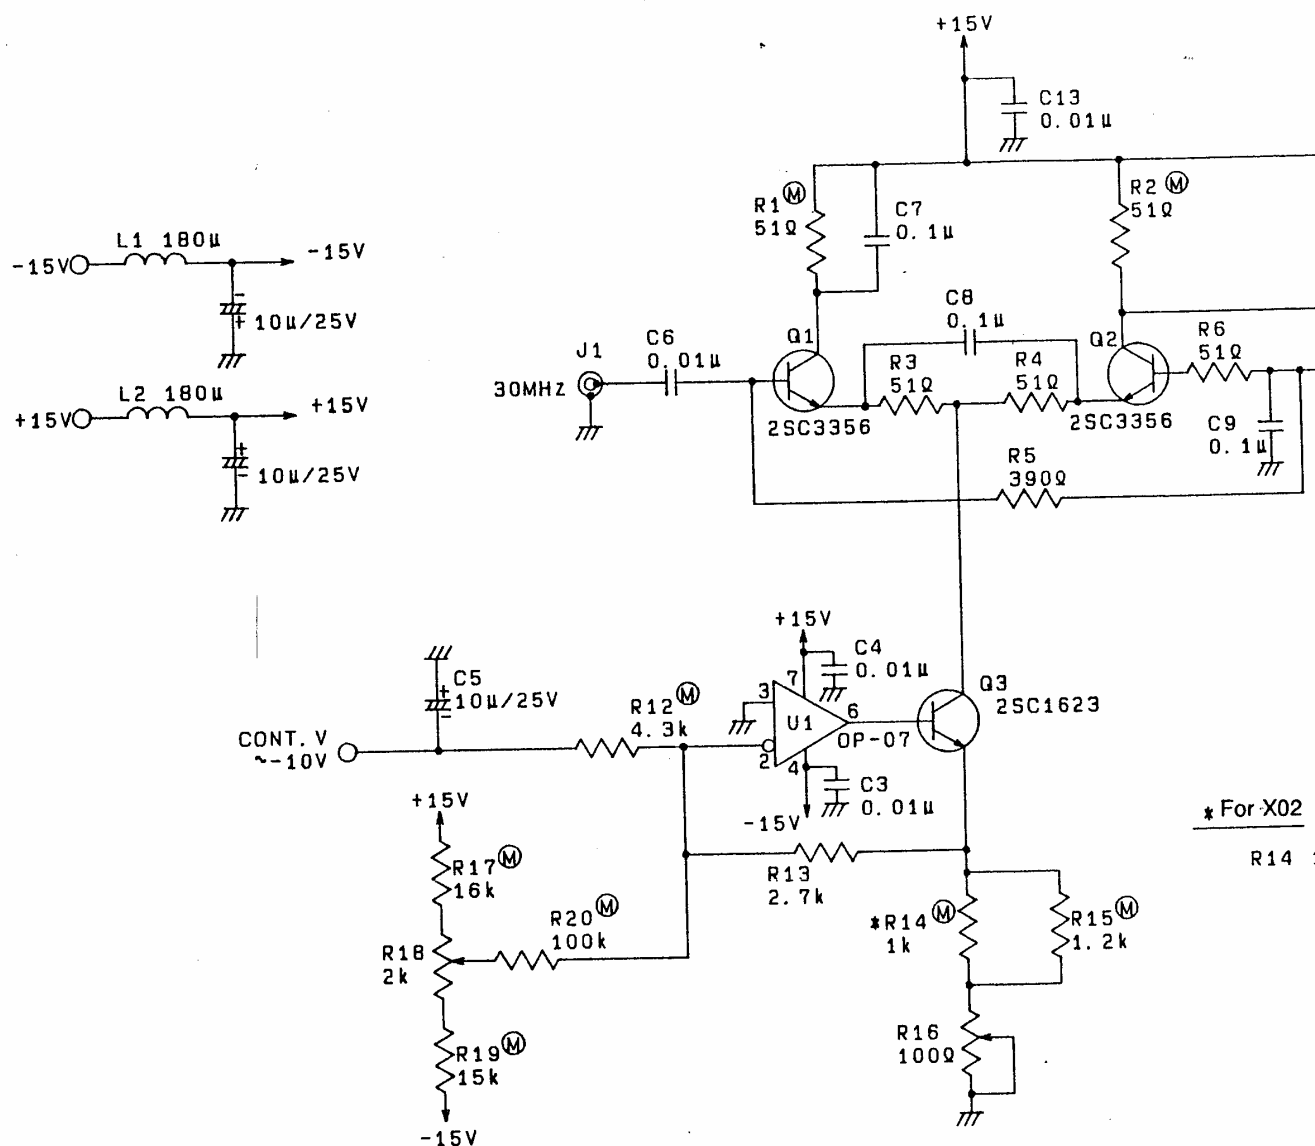 +15V
C13
0.01μ
R1 Ⓜ
51Ω
C7
0.1μ
R2 Ⓜ
51Ω
L1 180μ
-15V
-15V
10μ/25V
L2 180μ
+15V
+15V
10μ/25V
C8
0.1μ
Q1
Q2
R6
51Ω
J1
C6
0.01μ
30MHz
R3
51Ω
R4
51Ω
2SC3356
2SC3356
C9
0.1μ
R5
390Ω
+15V
C4
0.01μ
C5
10μ/25V
R12 Ⓜ
4.3k
3
7
U1
6
OP-07
2
4
Q3
2SC1623
CONT.V
~-10V
C3
0.01μ
-15V
+15V
R17 Ⓜ
16k
R13
2.7k
* For X02
R14
R20 Ⓜ
100k
R18
2k
*R14 Ⓜ
1k
R15 Ⓜ
1.2k
R19 Ⓜ
15k
R16
100Ω
-15V